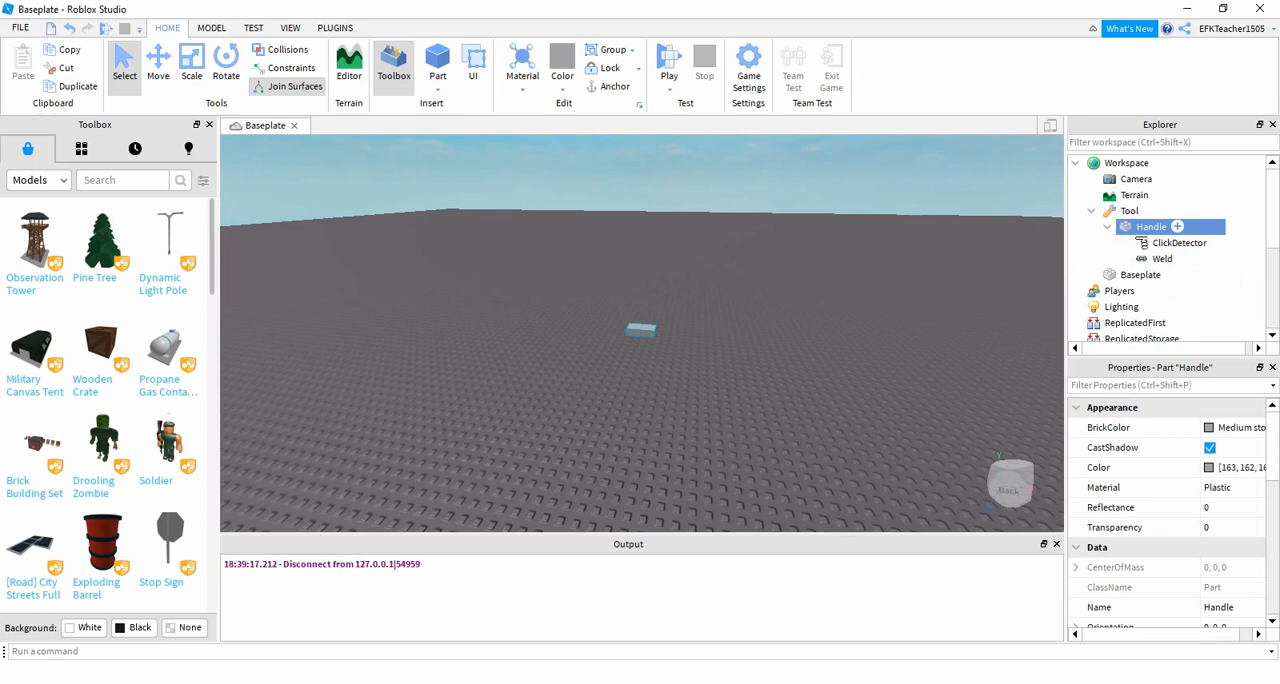 Baseplate - Roblox Studio
FILE HOME MODEL TEST VIEW PLUGINS
What's New EFKTeacher1505
Paste Copy Cut Duplicate
Clipboard
Select Move Scale Rotate Collisions Constraints Join Surfaces
Tools
Editor
Terrain
Toolbox Part UI
Insert
Material Color Group Lock Anchor
Edit
Play Stop
Test
Game Settings
Settings
Team Test Exit Game
Team Test
Toolbox
Models Search
Observation Tower
Pine Tree
Dynamic Light Pole
Military Canvas Tent
Wooden Crate
Propane Gas Conta...
Brick Building Set
Drooling Zombie
Soldier
[Road] City Streets Full
Exploding Barrel
Stop Sign
Background: White Black None
Baseplate
Back
Y
Output
18:39:17.212 - Disconnect from 127.0.0.1|54959
Run a command
Explorer
Filter workspace (Ctrl+Shift+X)
Workspace
Camera
Terrain
Tool
Handle
ClickDetector
Weld
Baseplate
Players
Lighting
ReplicatedFirst
ReplicatedStorage
Properties - Part "Handle"
Filter Properties (Ctrl+Shift+P)
Appearance
BrickColor Medium sto
CastShadow
Color [163, 162, 16
Material Plastic
Reflectance 0
Transparency 0
Data
CenterOfMass 0, 0, 0
ClassName Part
Name Handle
Orientation 0, 0, 0